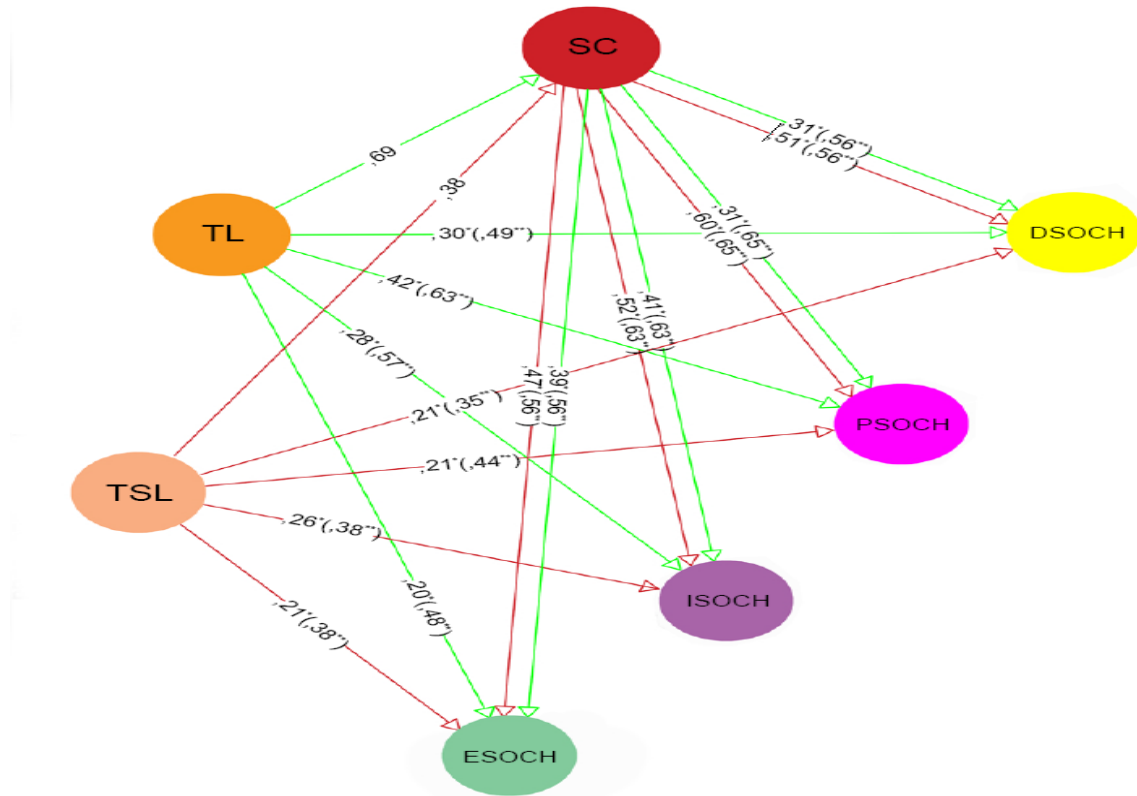 SC
,31*(,56**)
,51*(,56**)
,69
,38
TL
,30*(,49**)
,31*(,65**)
,60*(,65**)
DSOCH
,42*(,63**)
,41*(,63**)
,52*(,63**)
,28*(,57**)
,39*(,56**)
,47*(,56**)
,21*(,35**)
PSOCH
,21*(,44**)
TSL
,26*(,38**)
ISOCH
,20*(,48**)
,21*(,38**)
ESOCH